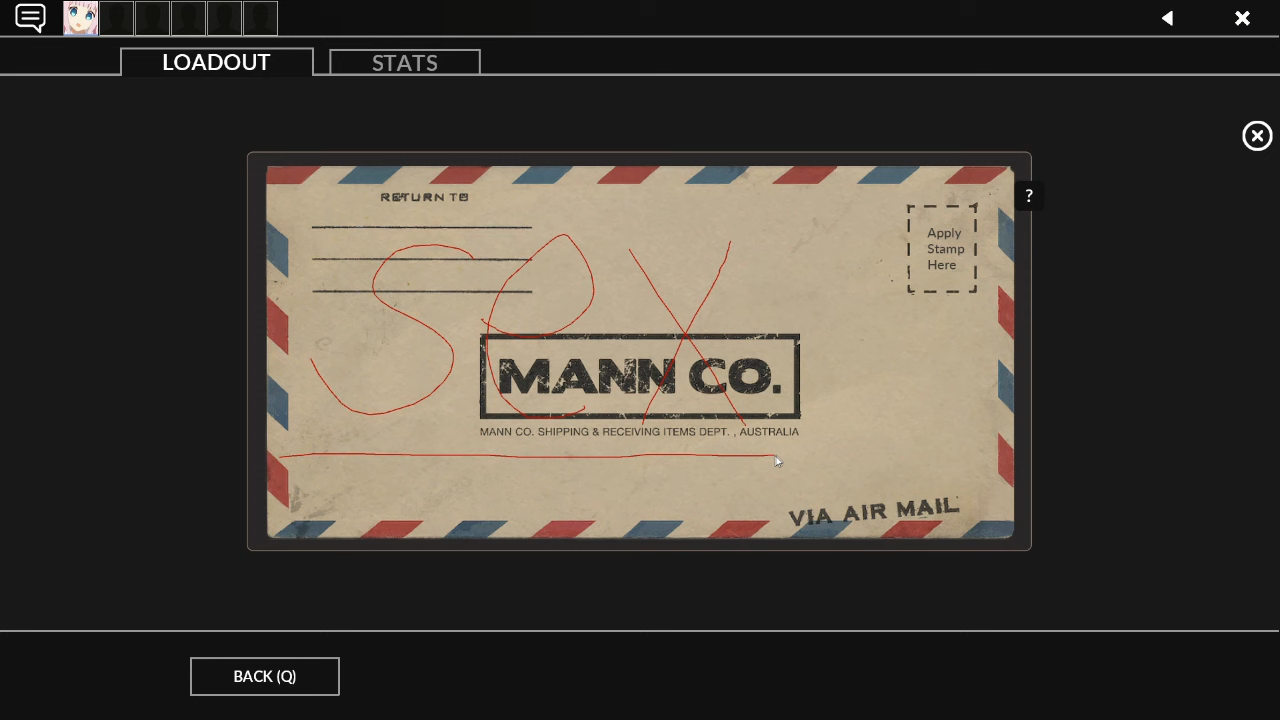 LOADOUT STATS
RETURN TO
?
Apply
Stamp
Here
sex
MANN CO.
MANN CO. SHIPPING & RECEIVING ITEMS DEPT. , AUSTRALIA
VIA AIR MAIL
BACK (Q)